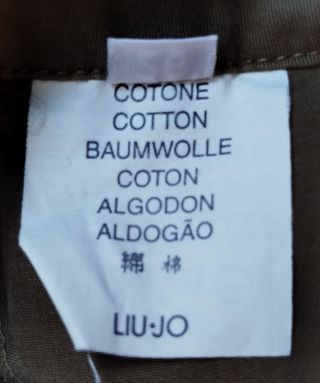 COTONE
COTTON
BAUMWOLLE
COTON
ALGODON
ALDOGÃO
綿 棉
LIU·JO